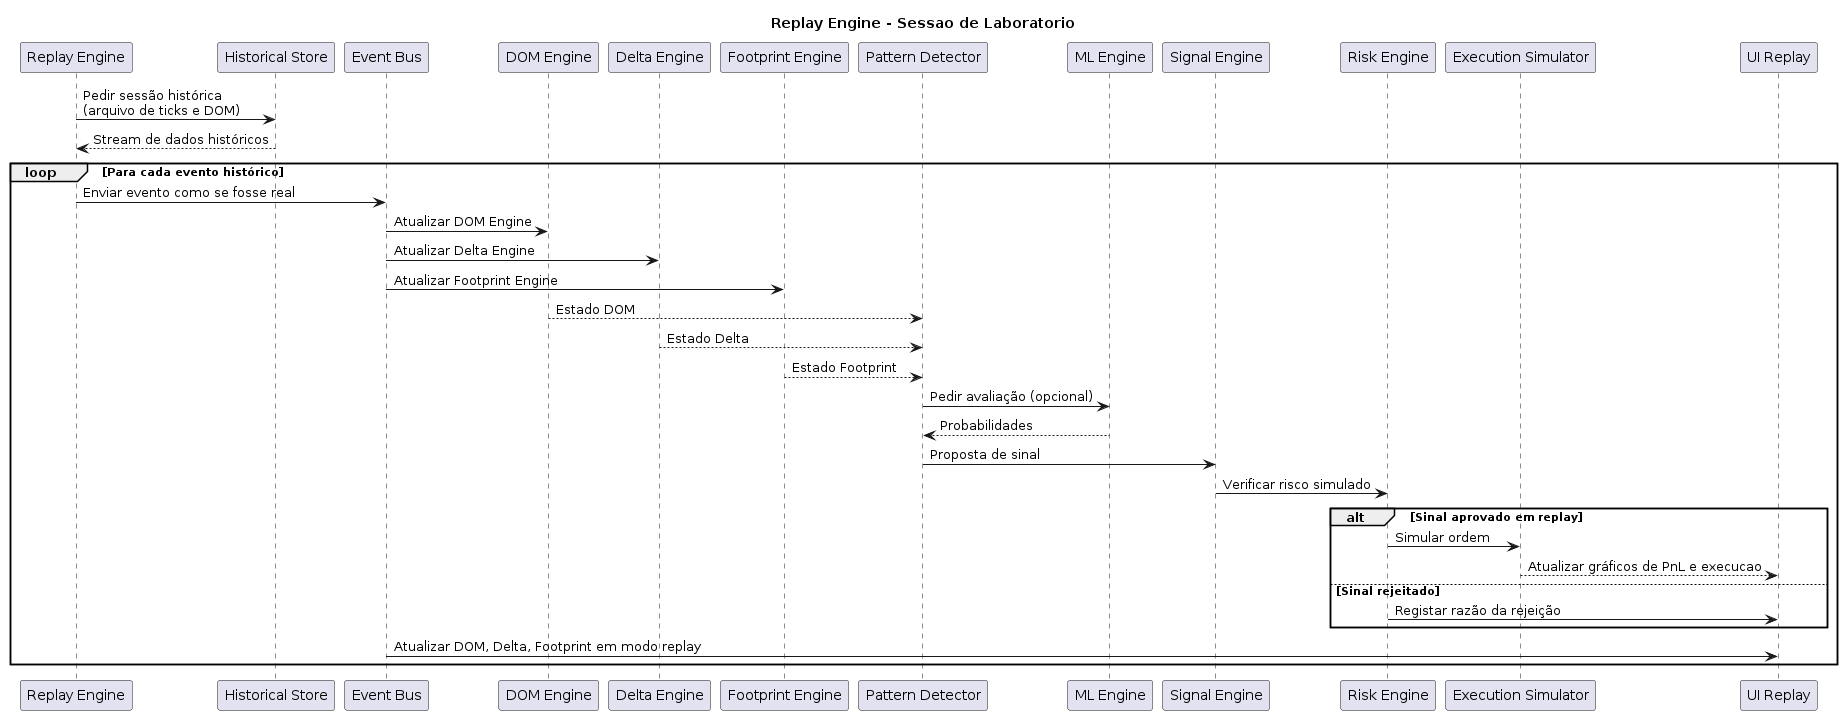 Replay Engine - Sessao de Laboratorio
Replay Engine
Historical Store
Event Bus
DOM Engine
Delta Engine
Footprint Engine
Pattern Detector
ML Engine
Signal Engine
Risk Engine
Execution Simulator
UI Replay
Pedir sessão histórica
(arquivo de ticks e DOM)
Stream de dados históricos
loop [Para cada evento histórico]
Enviar evento como se fosse real
Atualizar DOM Engine
Atualizar Delta Engine
Atualizar Footprint Engine
Estado DOM
Estado Delta
Estado Footprint
Pedir avaliação (opcional)
Probabilidades
Proposta de sinal
Verificar risco simulado
alt [Sinal aprovado em replay]
Simular ordem
Atualizar gráficos de PnL e execucao
[Sinal rejeitado]
Registar razão da rejeição
Atualizar DOM, Delta, Footprint em modo replay
Replay Engine
Historical Store
Event Bus
DOM Engine
Delta Engine
Footprint Engine
Pattern Detector
ML Engine
Signal Engine
Risk Engine
Execution Simulator
UI Replay